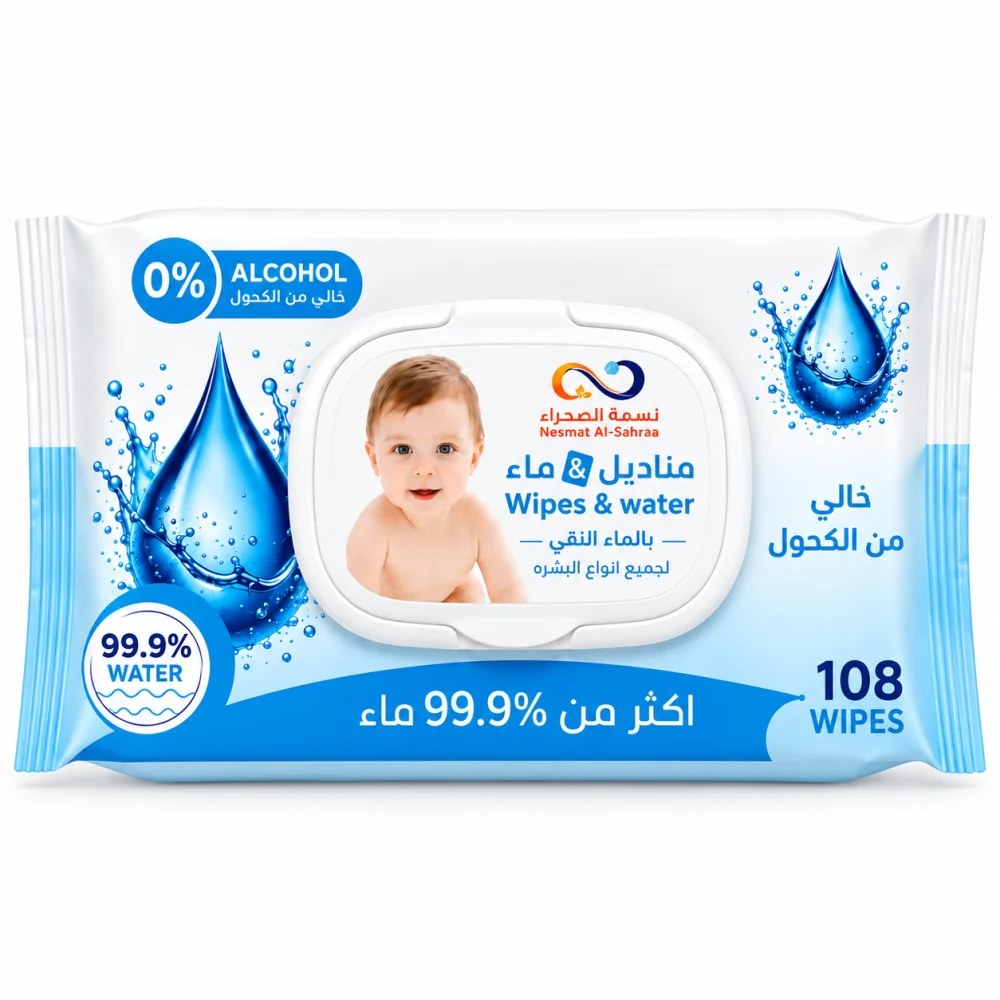 0%
ALCOHOL
خالي من الكحول
نسمة الصحراء
Nesmat Al-Sahraa
مناديل & ماء
Wipes & water
بالماء النقي
لجميع انواع البشره
خالي
من الكحول
99.9%
WATER
اكثر من 99.9% ماء
108
WIPES